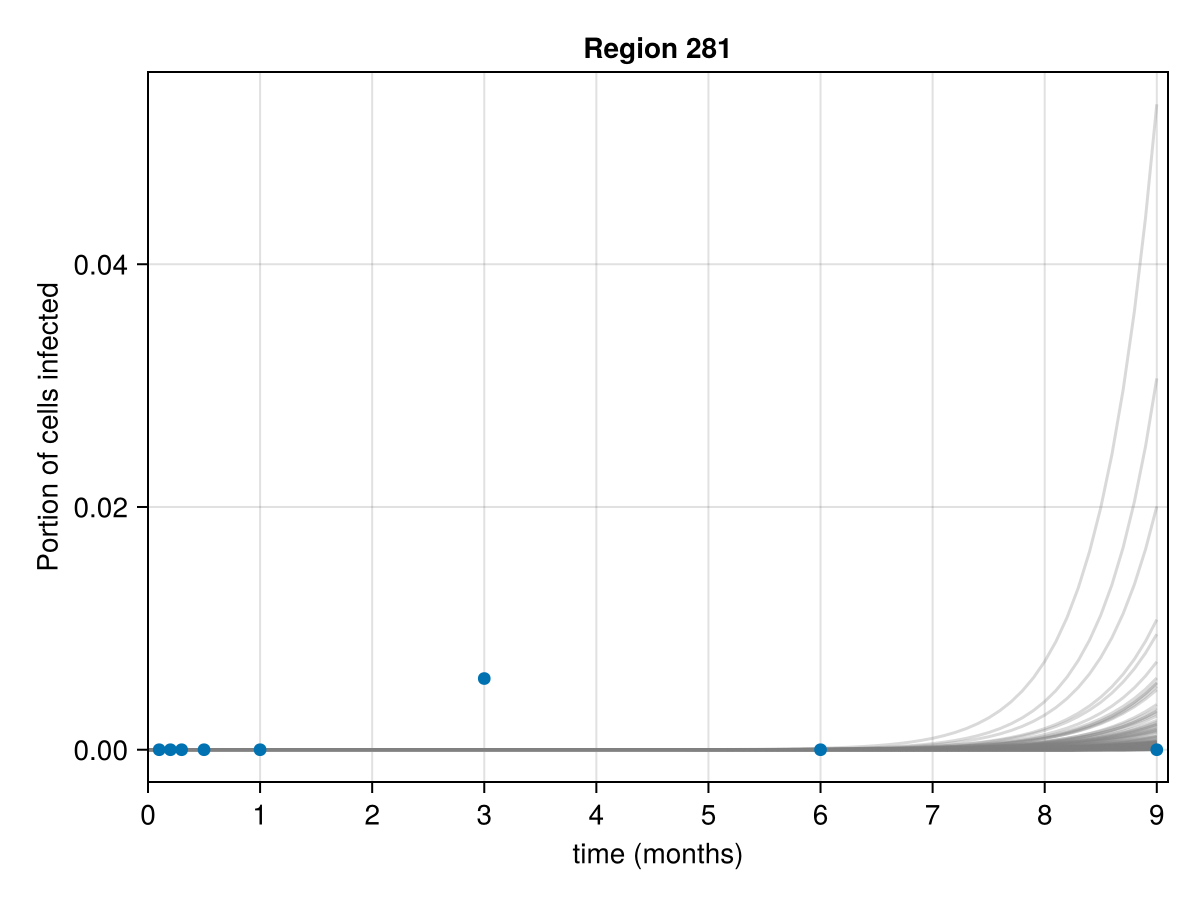 Region 281
Portion of cells infected
0.04
0.02
0.00
0 1 2 3 4 5 6 7 8 9
time (months)